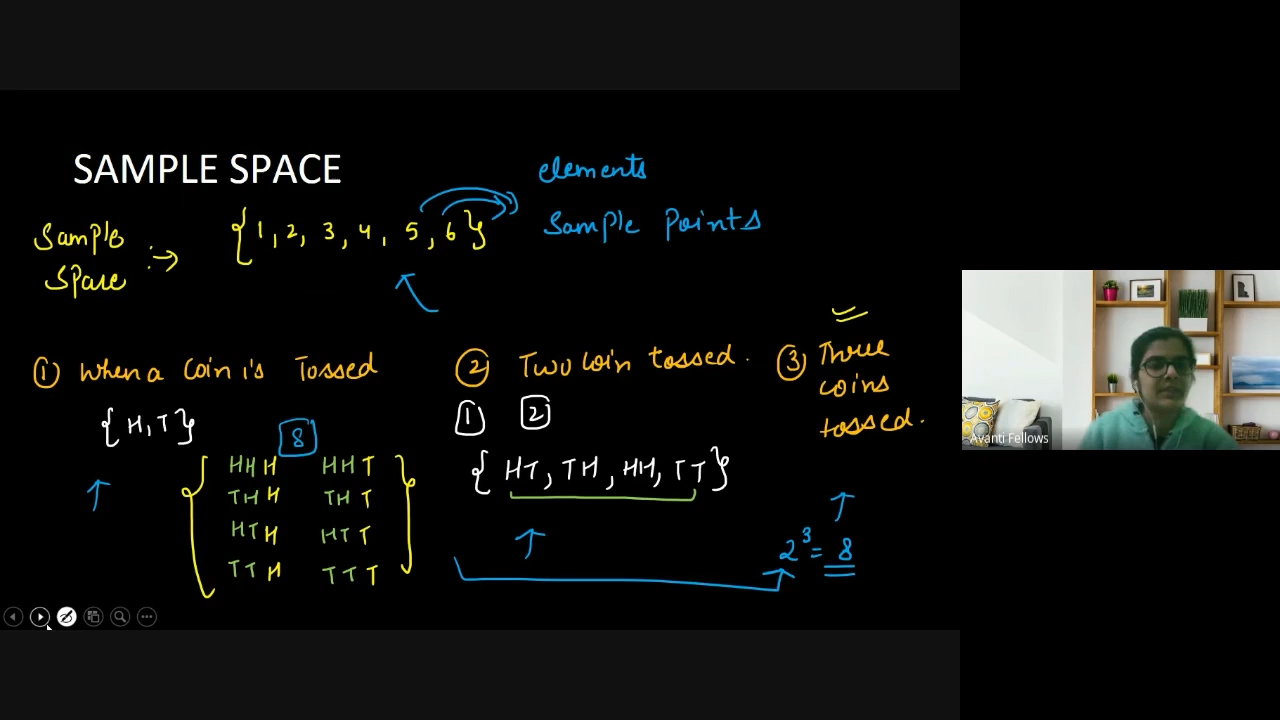 SAMPLE SPACE
elements
Sample Points
Sample Space :→ {1, 2, 3, 4, 5, 6}
① When a Coin is Tossed
{H, T}
8
HHH HHT
THH THT
HTH HTT
TTH TTT
② Two Coin tossed.
1 2
{HT, TH, HH, TT}
③ Three
coins
tossed.
2³ = 8
Avanti Fellows